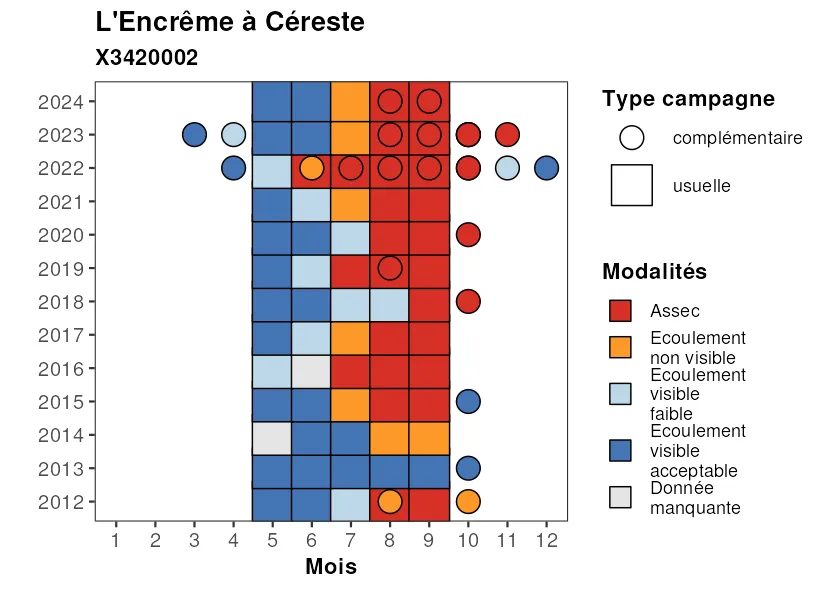 L'Encrême à Céreste
X3420002
2024
2023
2022
2021
2020
2019
2018
2017
2016
2015
2014
2013
2012
1 2 3 4 5 6 7 8 9 10 11 12
Mois
Type campagne
complémentaire
usuelle
Modalités
Assec
Ecoulement
non visible
Ecoulement
visible
faible
Ecoulement
visible
acceptable
Donnée
manquante